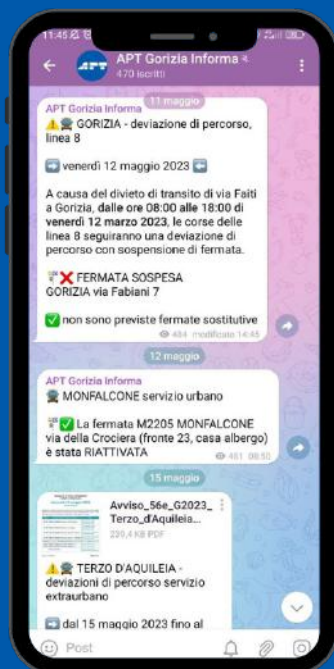 11:45
APT Gorizia Informa
470 iscritti
11 maggio
APT Gorizia Informa
GORIZIA - deviazione di percorso,
linea 8
venerdì 12 maggio 2023
A causa del divieto di transito di via Faiti
a Gorizia, dalle ore 08:00 alle 18:00 di
venerdì 12 marzo 2023, le corse delle
linea 8 seguiranno una deviazione di
percorso con sospensione di fermata.
FERMATA SOSPESA
GORIZIA via Fabiani 7
non sono previste fermate sostitutive
484 modificato 14:45
12 maggio
APT Gorizia Informa
MONFALCONE servizio urbano
La fermata M2205 MONFALCONE
via della Crociera (fronte 23, casa albergo)
è stata RIATTIVATA
481 08:50
15 maggio
Avviso_56e_G2023_
Terzo_d'Aquileia...
239,4 KB PDF
TERZO D'AQUILEIA -
deviazioni di percorso servizio
extraurbano
dal 15 maggio 2023 fino al
Post